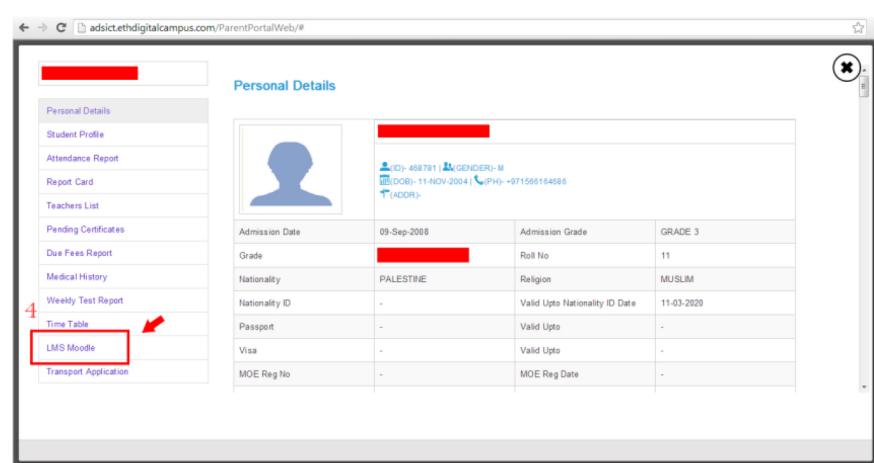 adsict.ethdigitalcampus.com/ParentPortalWeb/#
Personal Details
Personal Details
Student Profile
Attendance Report
Report Card
Teachers List
Pending Certificates
Due Fees Report
Medical History
Weekly Test Report
4
Time Table
LMS Moodle
Transport Application
(ID)- 468781 | (GENDER)- M
(DOB)- 11-NOV-2004 | (PH)- +971566164686
(ADDR)-
Admission Date 09-Sep-2008 Admission Grade GRADE 3
Grade Roll No 11
Nationality PALESTINE Religion MUSLIM
Nationality ID - Valid Upto Nationality ID Date 11-03-2020
Passport - Valid Upto -
Visa - Valid Upto -
MOE Reg No - MOE Reg Date -